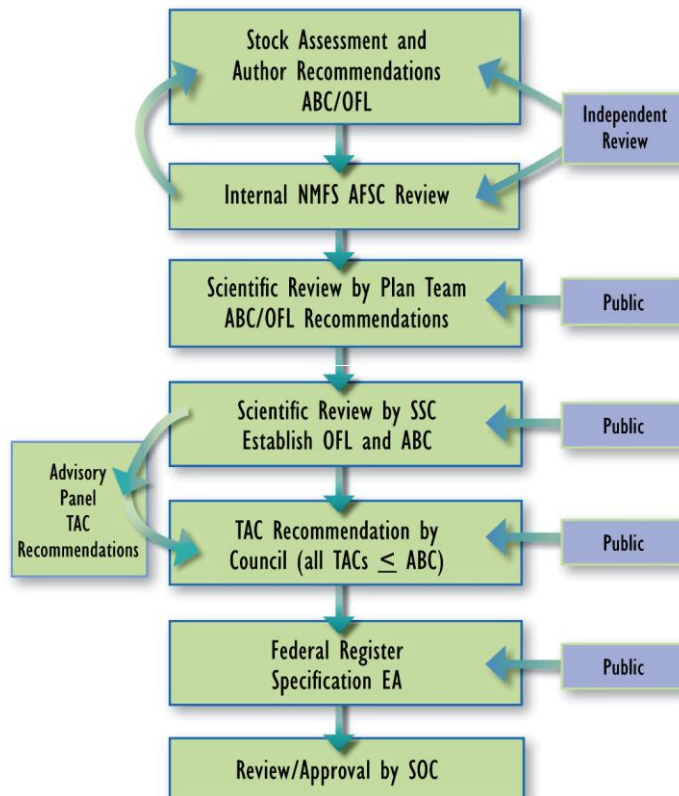 Stock Assessment and
Author Recommendations
ABC/OFL
Independent
Review
Internal NMFS AFSC Review
Scientific Review by Plan Team
ABC/OFL Recommendations
Public
Scientific Review by SSC
Establish OFL and ABC
Public
Advisory
Panel
TAC
Recommendations
TAC Recommendation by
Council (all TACs ≤ ABC)
Public
Federal Register
Specification EA
Public
Review/Approval by SOC